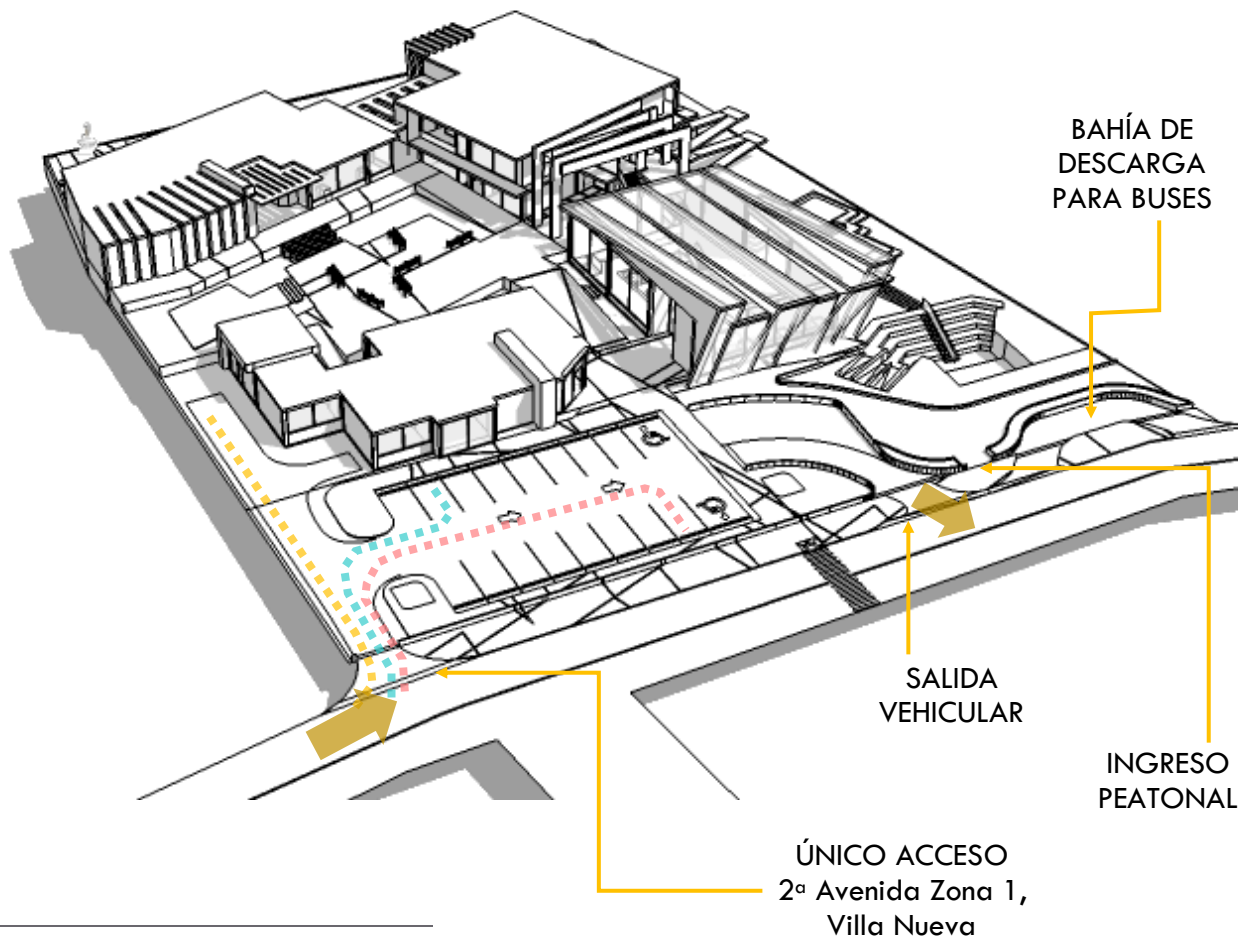 BAHÍA DE
DESCARGA
PARA BUSES
SALIDA
VEHICULAR
INGRESO
PEATONAL
ÚNICO ACCESO
2ª Avenida Zona 1,
Villa Nueva